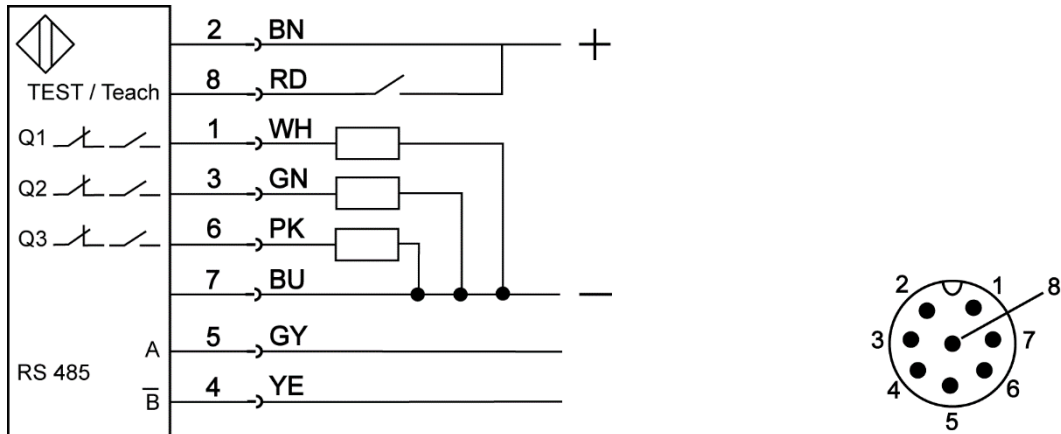 2 BN +
TEST / Teach 8 RD
Q1 1 WH
Q2 3 GN
Q3 6 PK
7 BU −
A 5 GY
RS 485
B̅ 4 YE
2 1 8
3 7
4 6
5